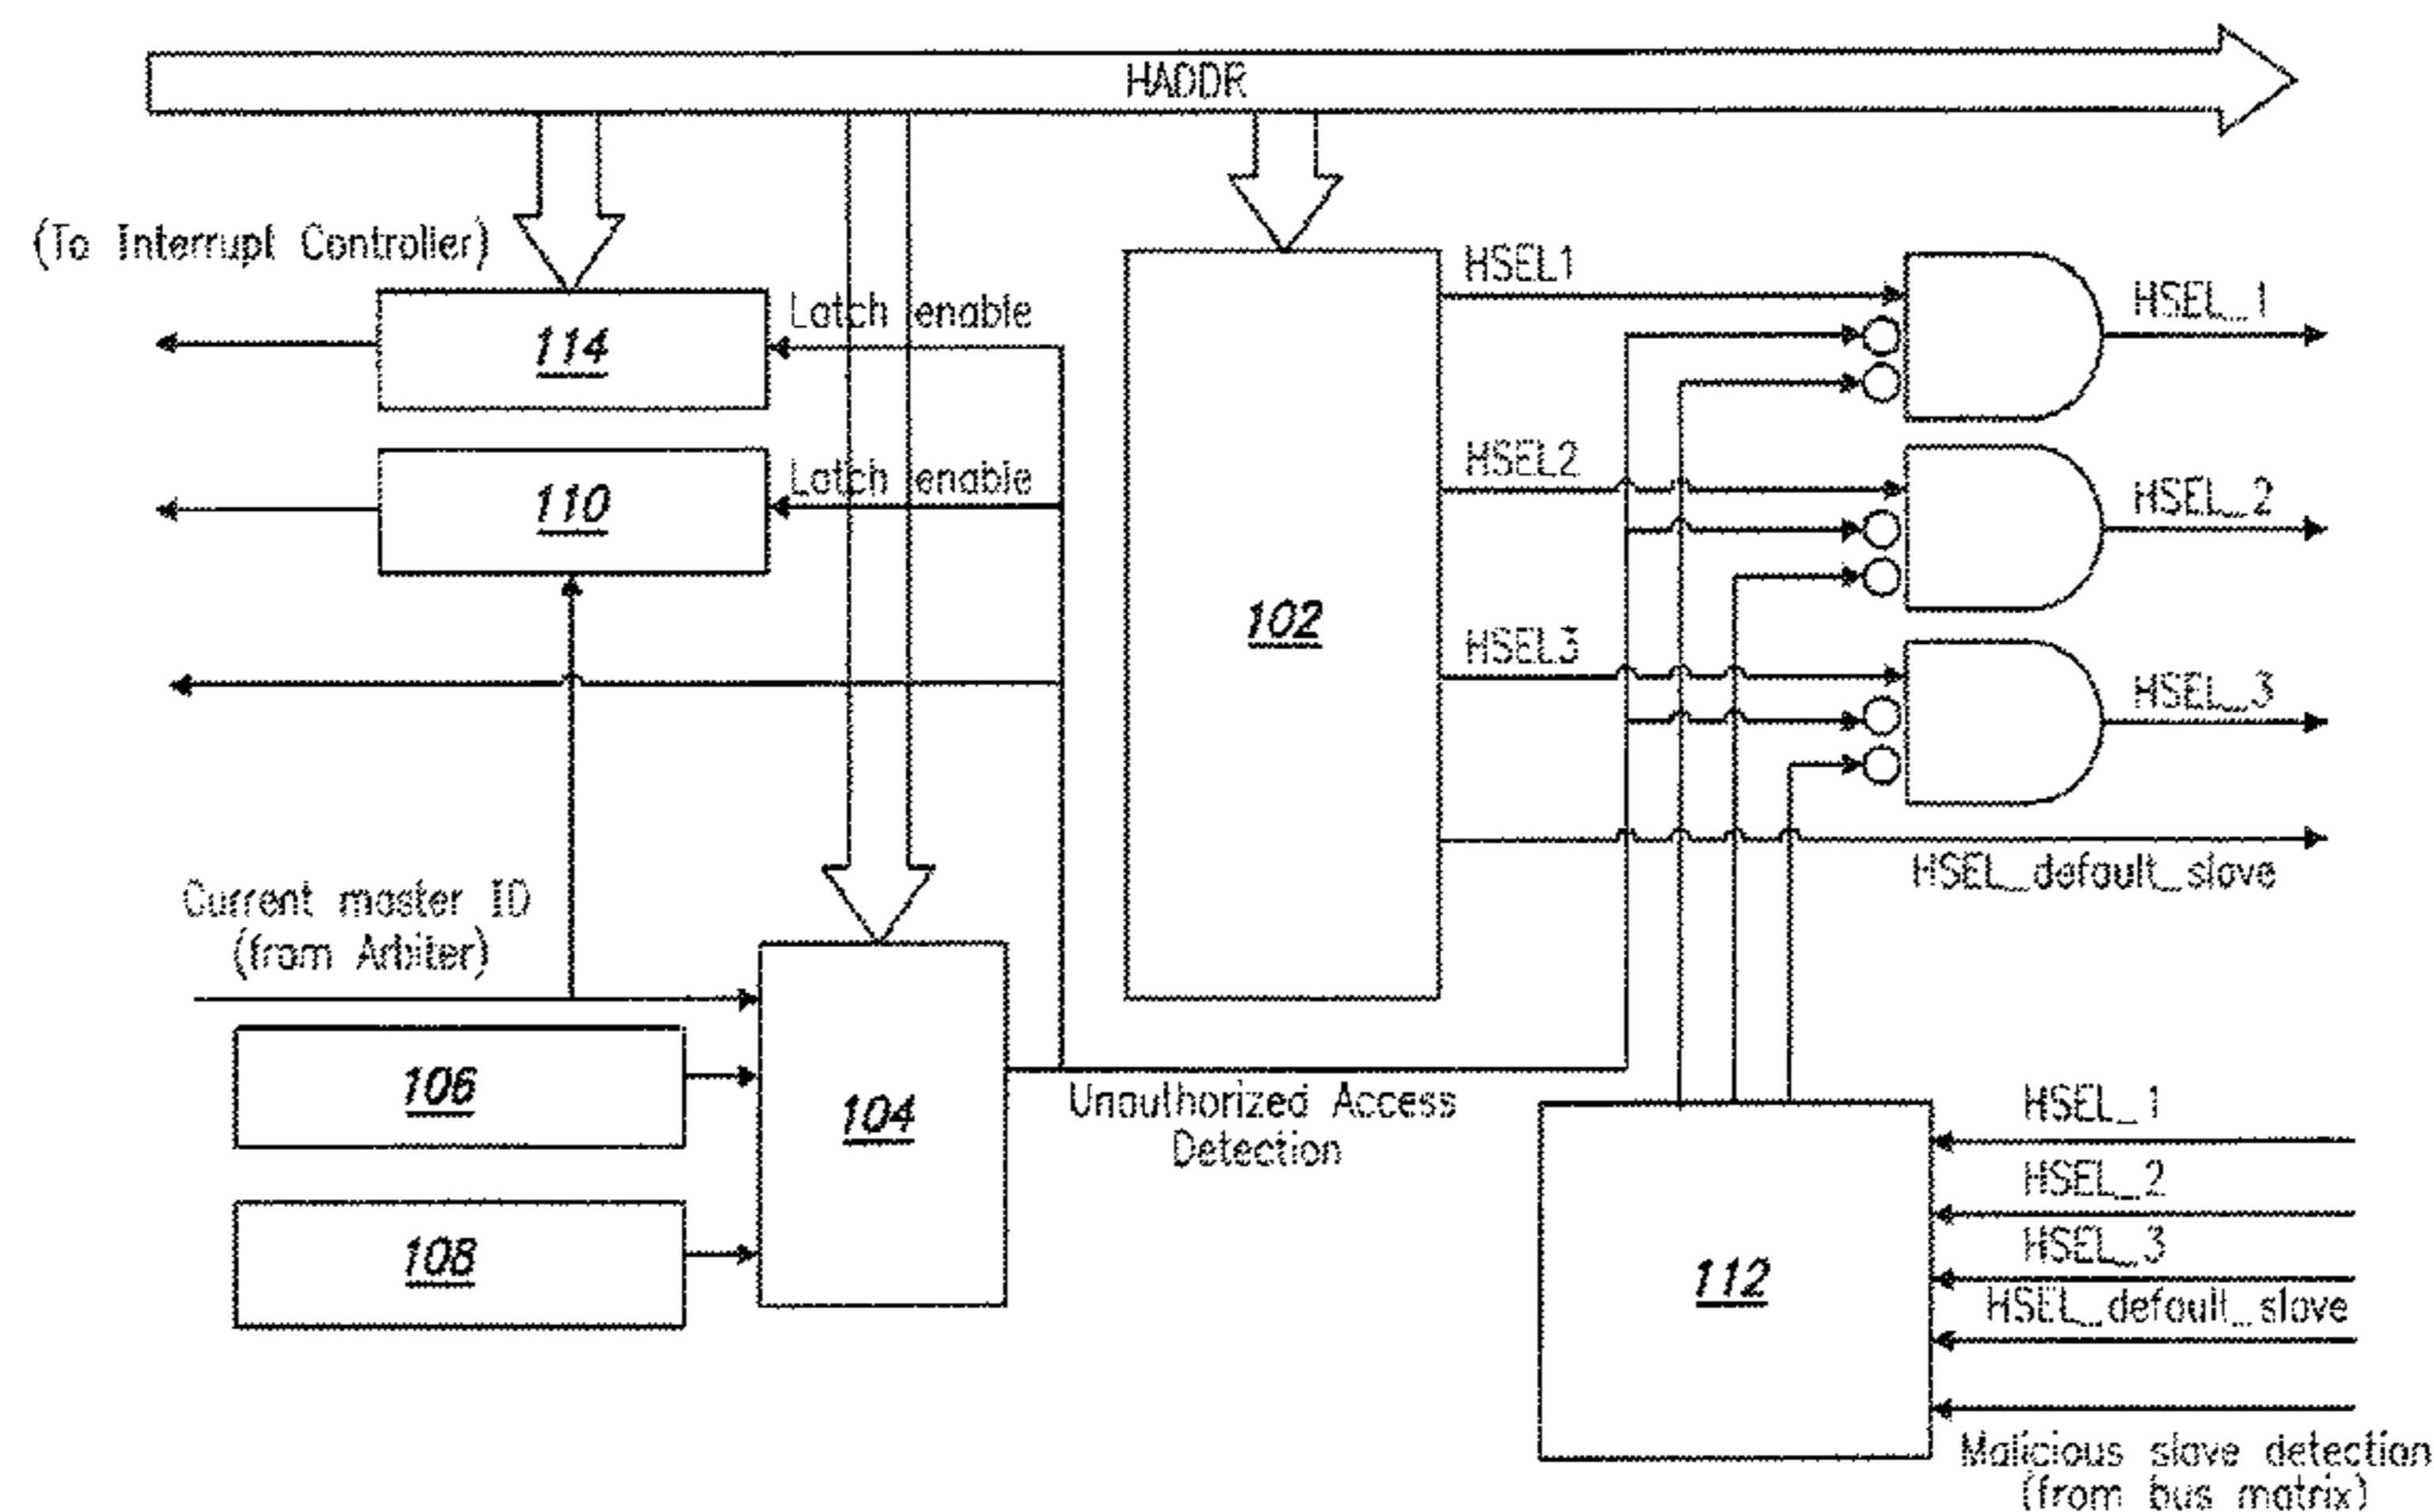 HADDR
(To Interrupt Controller)
114
Latch enable
110
Latch enable
102
HSEL1
HSEL_1
HSEL2
HSEL_2
HSEL3
HSEL_3
HSEL_default_slave
Current master ID
(from Arbiter)
106
104
108
Unauthorized Access
Detection
112
HSEL_1
HSEL_2
HSEL_3
HSEL_default_slave
Malicious slave detection
(from bus matrix)